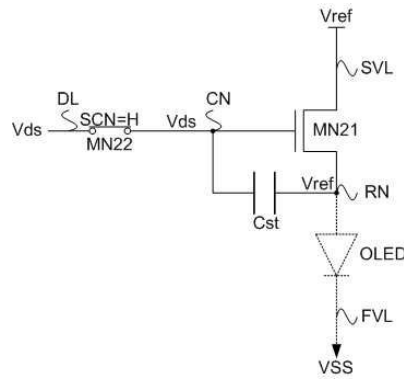 Vref
SVL
DL
CN
SCN=H
Vds
Vds
MN21
MN22
Vref
RN
Cst
OLED
FVL
VSS